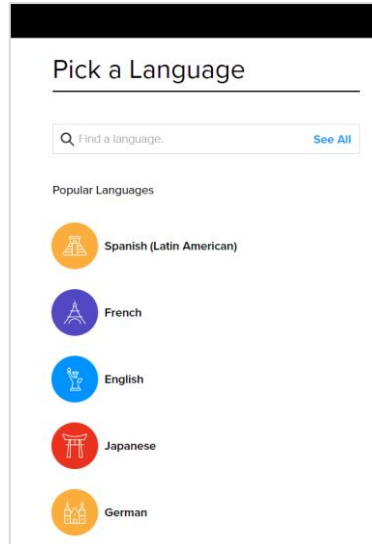 Pick a Language
Find a language.
See All
Popular Languages
Spanish (Latin American)
French
English
Japanese
German